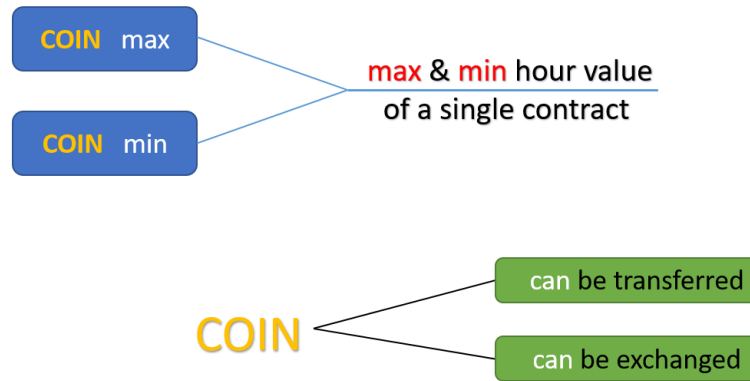 COIN max
max & min hour value
of a single contract
COIN min
can be transferred
COIN
can be exchanged